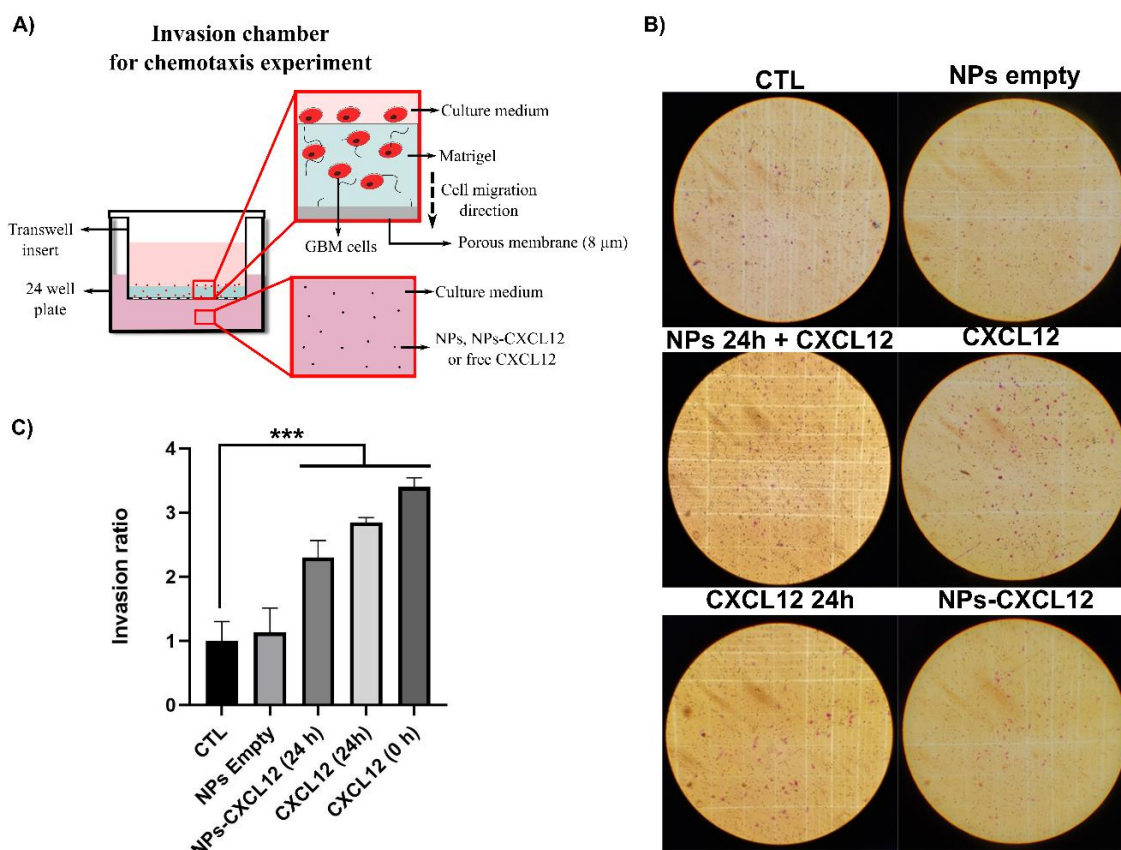 A)
Invasion chamber
for chemotaxis experiment
Culture medium
Matrigel
Cell migration
direction
GBM cells
Porous membrane (8 µm)
Transwell
insert
24 well
plate
Culture medium
NPs, NPs-CXCL12
or free CXCL12
B)
CTL
NPs empty
NPs 24h + CXCL12
CXCL12
CXCL12 24h
NPs-CXCL12
C)
***
Invasion ratio
4
3
2
1
0
CTL
NPs Empty
NPs-CXCL12 (24 h)
CXCL12 (24h)
CXCL12 (0 h)